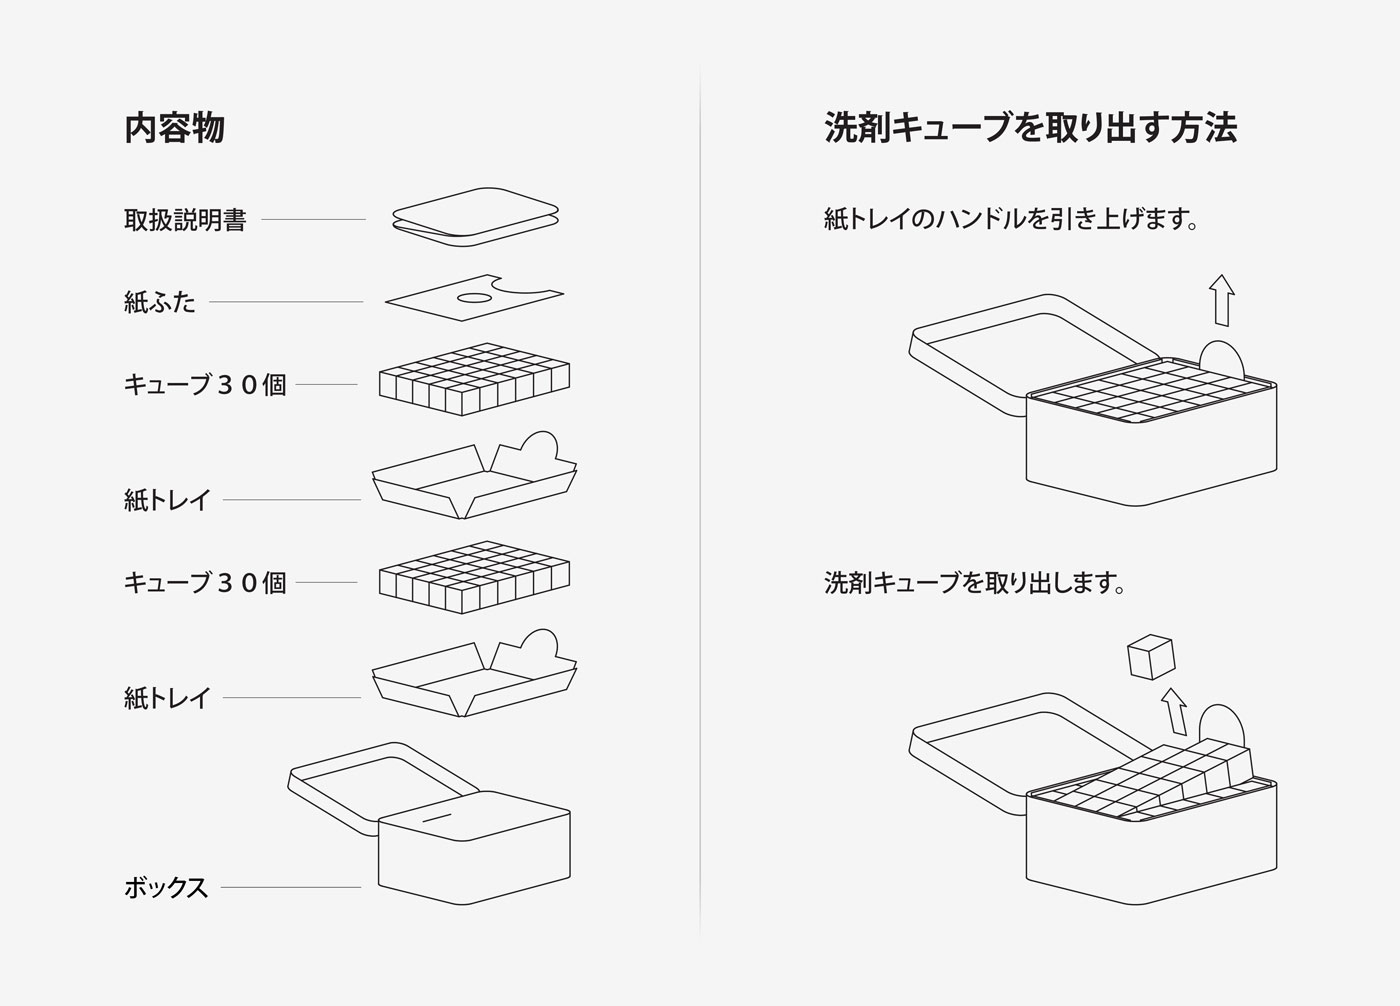 内容物
取扱説明書
紙ふた
キューブ３０個
紙トレイ
キューブ３０個
紙トレイ
ボックス
洗剤キューブを取り出す方法
紙トレイのハンドルを引き上げます。
洗剤キューブを取り出します。